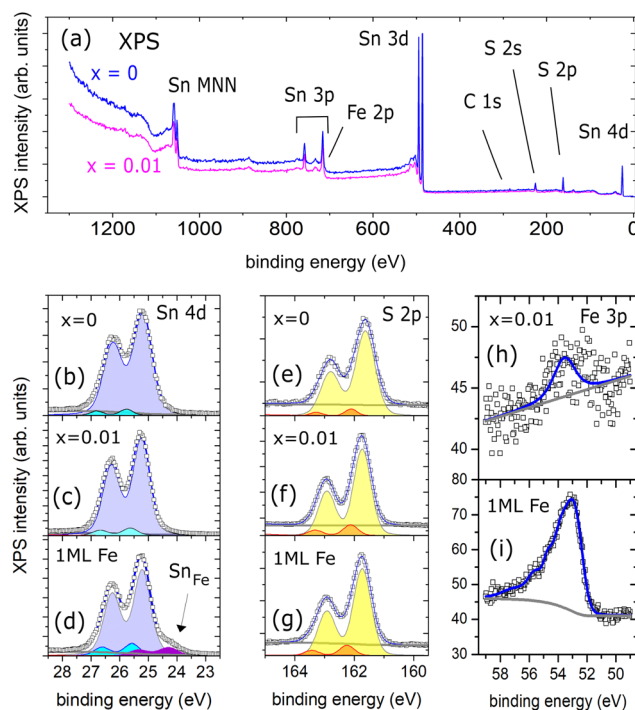 (a) XPS
x = 0
x = 0.01
Sn MNN
Sn 3p
Fe 2p
Sn 3d
C 1s
S 2s
S 2p
Sn 4d
XPS intensity (arb. units)
1200 1000 800 600 400 200 0
binding energy (eV)
x=0 Sn 4d
(b)
x=0.01
(c)
1ML Fe
SnFe
(d)
28 27 26 25 24 23
binding energy (eV)
XPS intensity (arb. units)
x=0 S 2p
(e)
x=0.01
(f)
1ML Fe
(g)
164 162 160
binding energy (eV)
x=0.01 Fe 3p
(h)
50
45
40
80
1ML Fe
(i)
70
60
50
40
30
58 56 54 52 50
binding energy (eV)